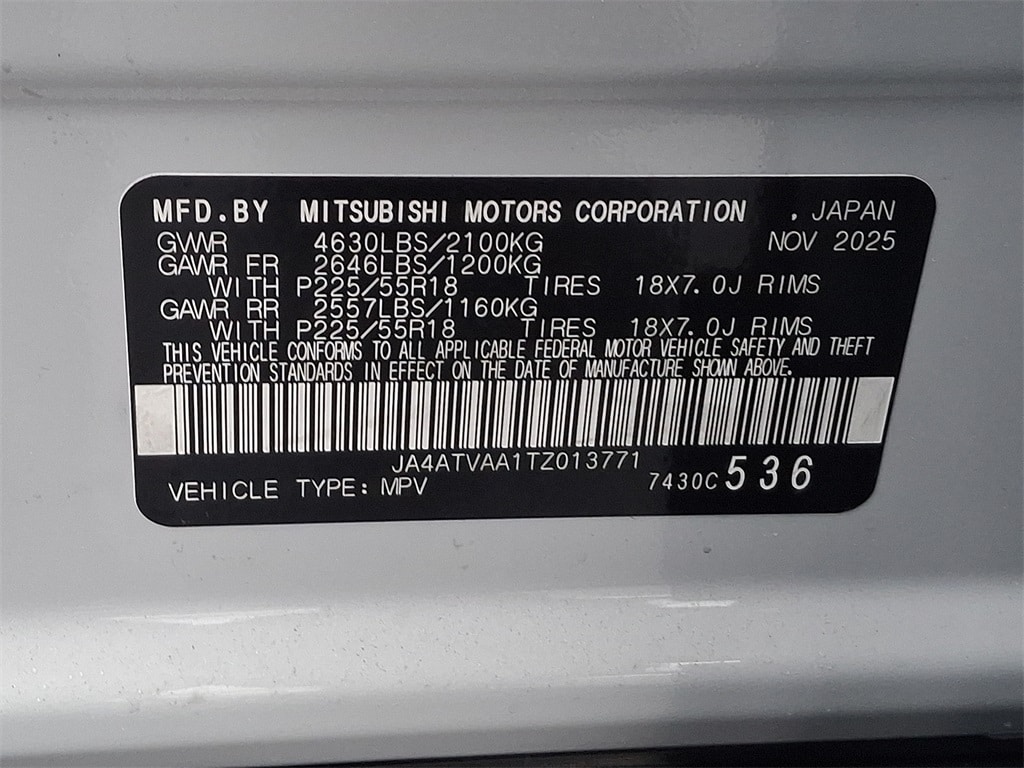 MFD.BY MITSUBISHI MOTORS CORPORATION , JAPAN
GVWR 4630LBS/2100KG NOV 2025
GAWR FR 2646LBS/1200KG
WITH P225/55R18 TIRES 18X7.0J RIMS
GAWR RR 2557LBS/1160KG
WITH P225/55R18 TIRES 18X7.0J RIMS
THIS VEHICLE CONFORMS TO ALL APPLICABLE FEDERAL MOTOR VEHICLE SAFETY AND THEFT
PREVENTION STANDARDS IN EFFECT ON THE DATE OF MANUFACTURE SHOWN ABOVE.
JA4ATVAA1TZ013771
VEHICLE TYPE: MPV 7430C 536